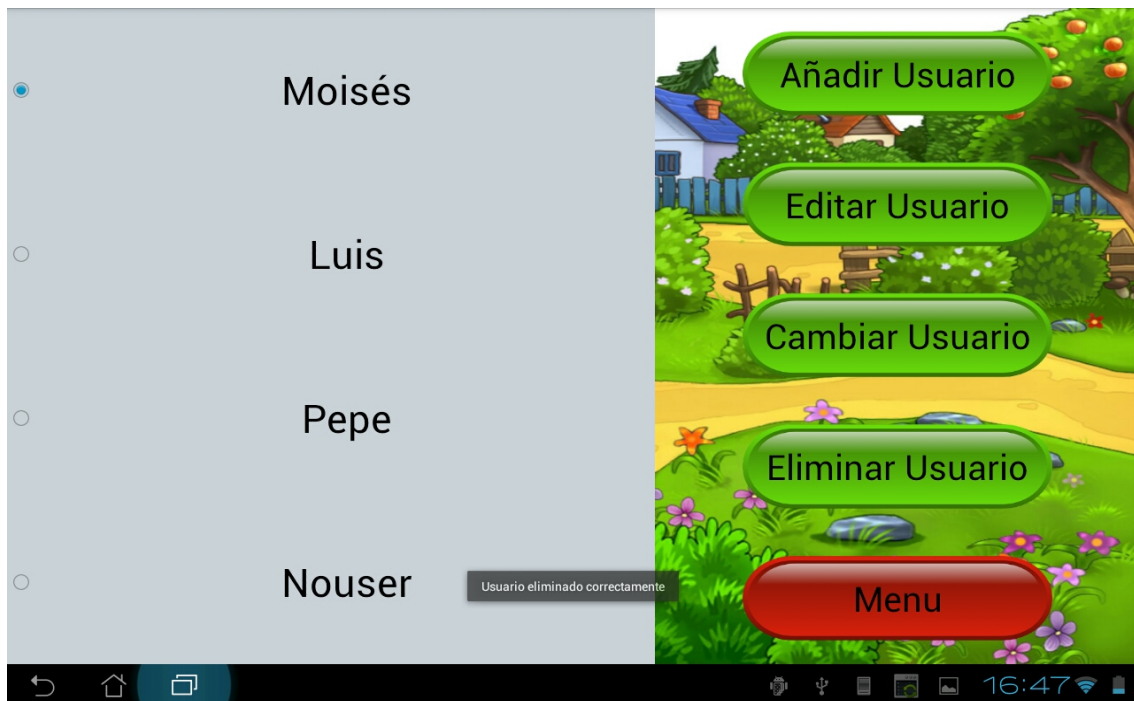 Moisés
Luis
Pepe
Nouser
Usuario eliminado correctamente
Añadir Usuario
Editar Usuario
Cambiar Usuario
Eliminar Usuario
Menu
16:47